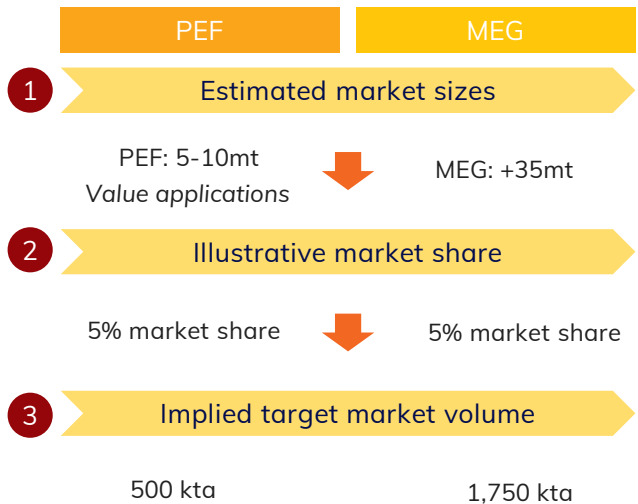 PEF
MEG
1
Estimated market sizes
PEF: 5-10mt
Value applications
MEG: +35mt
2
Illustrative market share
5% market share
5% market share
3
Implied target market volume
500 kta
1,750 kta